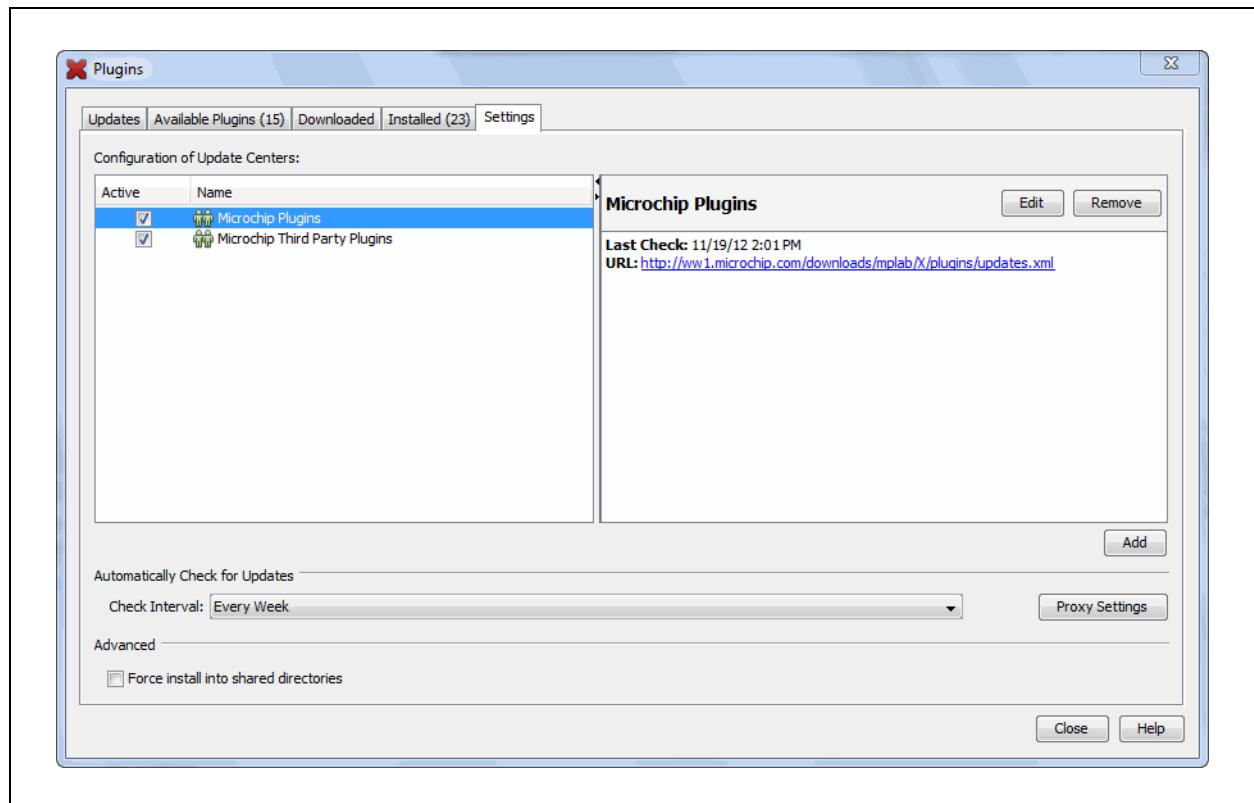 Plugins
Updates Available Plugins (15) Downloaded Installed (23) Settings
Configuration of Update Centers:
Active Name
Microchip Plugins
Microchip Third Party Plugins
Microchip Plugins Edit Remove
Last Check: 11/19/12 2:01 PM
URL: http://ww1.microchip.com/downloads/mplab/X/plugins/updates.xml
Add
Automatically Check for Updates
Check Interval: Every Week Proxy Settings
Advanced
Force install into shared directories
Close Help